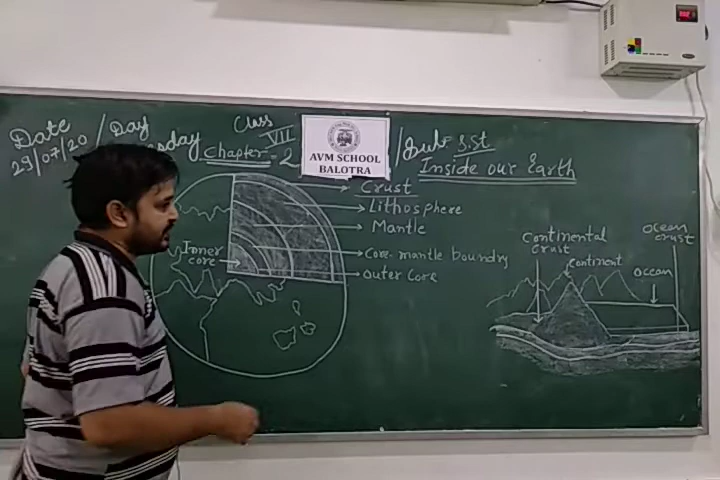 Date / Day
29/07/20
Class
VII
AVM SCHOOL
BALOTRA
/Sub- S.St
Chapter-2
Inside our Earth
Crust
Lithosphere
Mantle
Core-mantle boundry
Outer Core
Inner
core
Continental
crust
Continent
Ocean
Ocean
crust